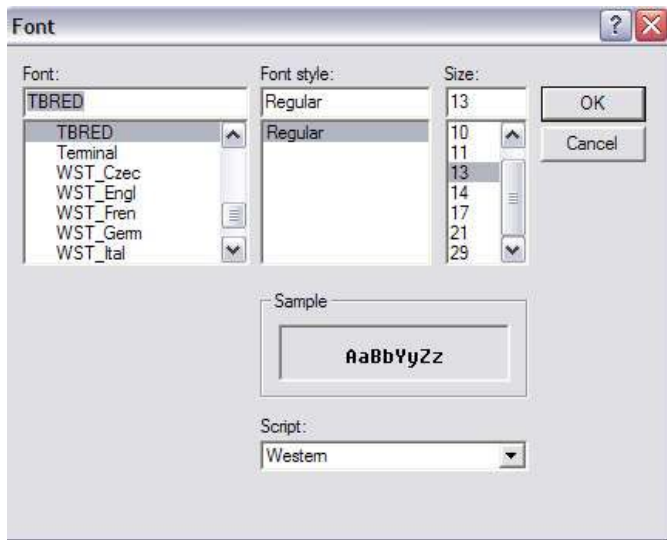 Font
Font:
TBRED
TBRED
Terminal
WST_Czec
WST_Engl
WST_Fren
WST_Germ
WST_Ital
Font style:
Regular
Regular
Size:
13
10
11
13
14
17
21
29
OK
Cancel
Sample
AaBbYyZz
Script:
Western